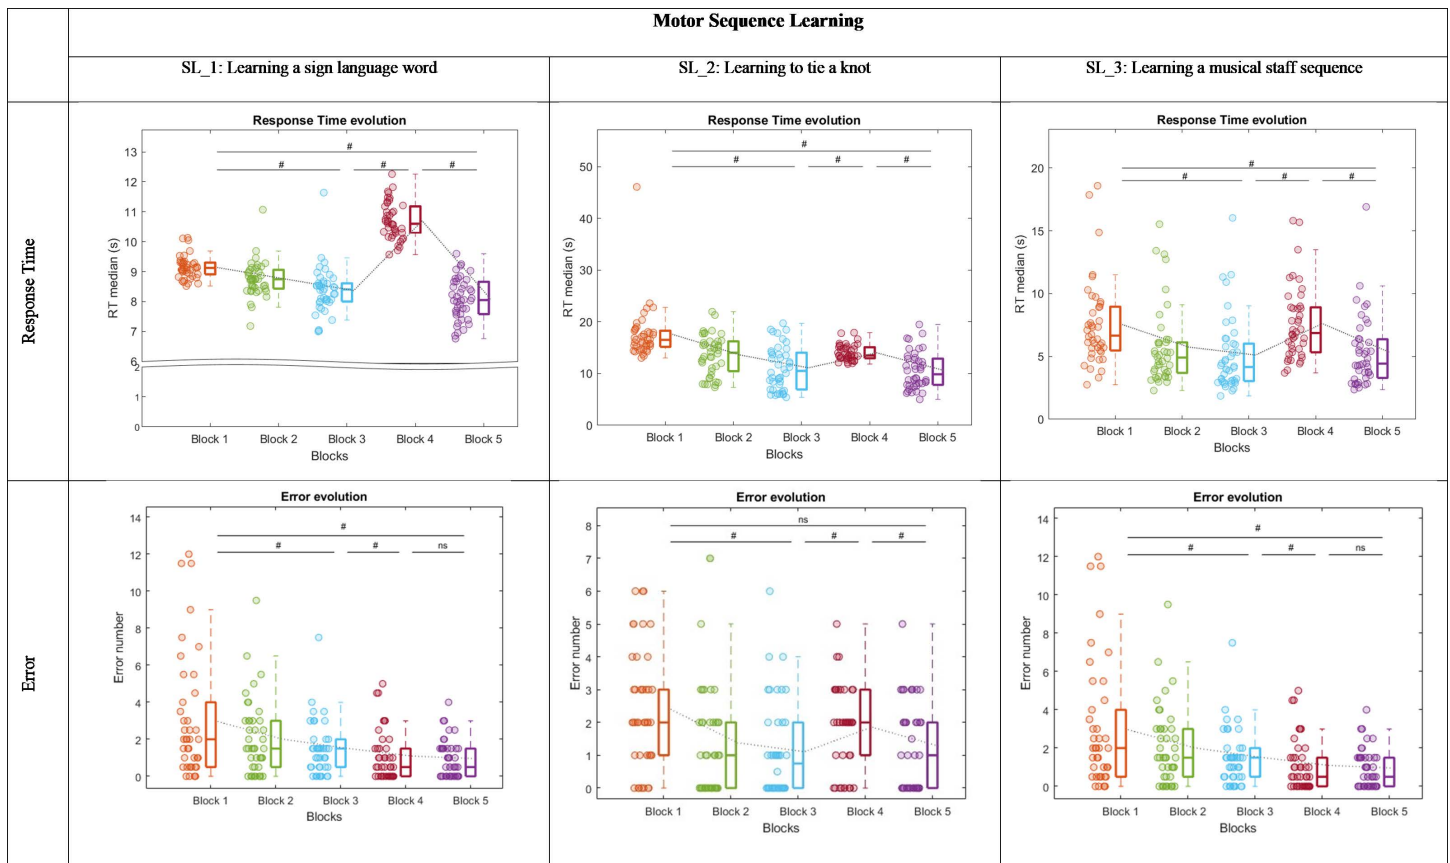 Motor Sequence Learning
SL_1: Learning a sign language word
SL_2: Learning to tie a knot
SL_3: Learning a musical staff sequence
Response Time
Response Time evolution
13
12
11
10
9
8
7
6
2
1
0
RT median (s)
#
# # #
Block 1 Block 2 Block 3 Block 4 Block 5
Blocks
Response Time evolution
50
40
30
20
10
0
RT median (s)
#
# # #
Block 1 Block 2 Block 3 Block 4 Block 5
Blocks
Response Time evolution
20
15
10
5
0
RT median (s)
#
# # #
Block 1 Block 2 Block 3 Block 4 Block 5
Blocks
Error
Error evolution
14
12
10
8
6
4
2
0
Error number
#
# # ns
Block 1 Block 2 Block 3 Block 4 Block 5
Blocks
Error evolution
8
7
6
5
4
3
2
1
0
Error number
ns
# # #
Block 1 Block 2 Block 3 Block 4 Block 5
Blocks
Error evolution
14
12
10
8
6
4
2
0
Error number
#
# # ns
Block 1 Block 2 Block 3 Block 4 Block 5
Blocks